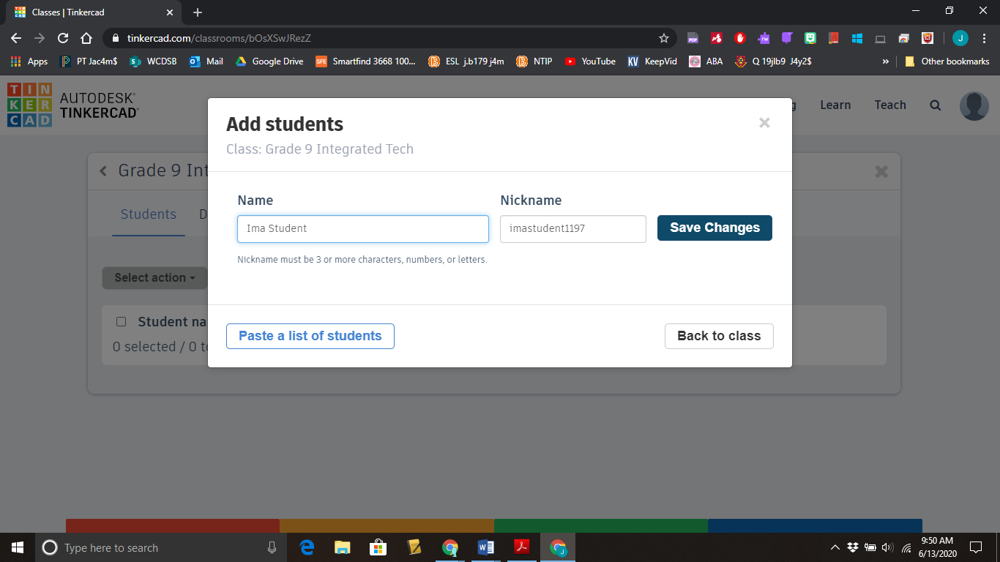 Classes | Tinkercad
tinkercad.com/classrooms/bOsXSwJRezZ
Apps PT Jac4m$ WCDSB Mail Google Drive SFE Smartfind 3668 100... ESL j.b179 j4m NTIP YouTube KV KeepVid ABA Q 19jlb9 J4y2$ » Other bookmarks
TIN
KER
CAD
AUTODESK®
TINKERCAD®
g Learn Teach
Add students
Class: Grade 9 Integrated Tech
Grade 9 Int
Students D
Name Nickname
Ima Student imastudent1197 Save Changes
Nickname must be 3 or more characters, numbers, or letters.
Select action
Student na
0 selected / 0 to
Paste a list of students Back to class
Type here to search
9:50 AM
6/13/2020